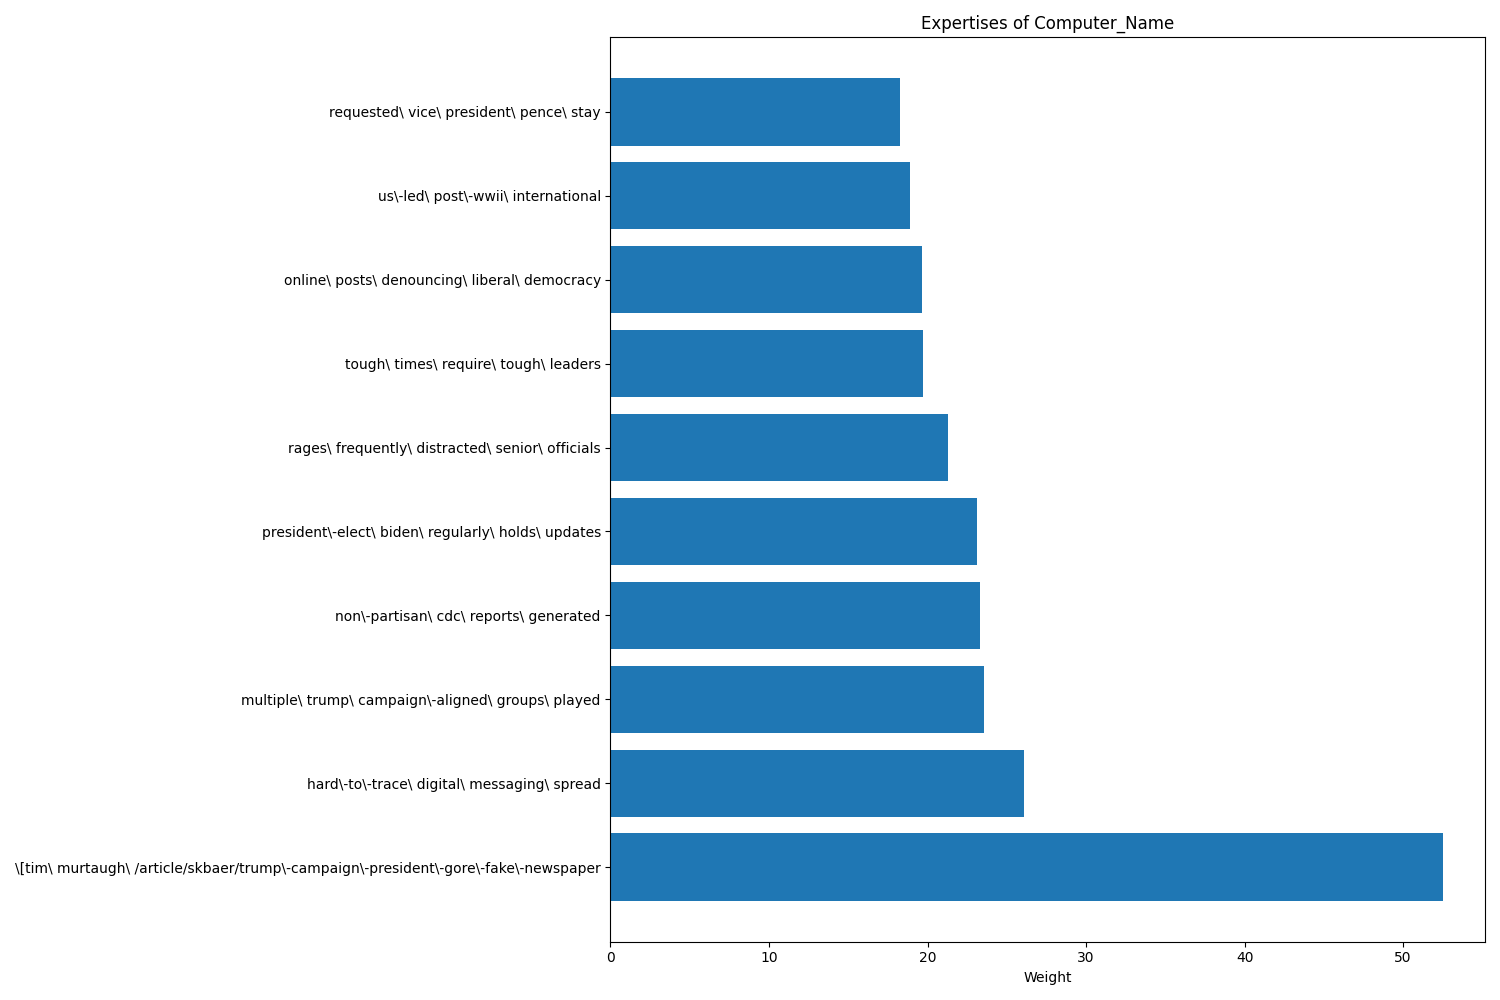 Expertises of Computer_Name
requested\ vice\ president\ pence\ stay
us\-led\ post\-wwii\ international
online\ posts\ denouncing\ liberal\ democracy
tough\ times\ require\ tough\ leaders
rages\ frequently\ distracted\ senior\ officials
president\-elect\ biden\ regularly\ holds\ updates
non\-partisan\ cdc\ reports\ generated
multiple\ trump\ campaign\-aligned\ groups\ played
hard\-to\-trace\ digital\ messaging\ spread
\[tim\ murtaugh\ /article/skbaer/trump\-campaign\-president\-gore\-fake\-newspaper
0 10 20 30 40 50
Weight